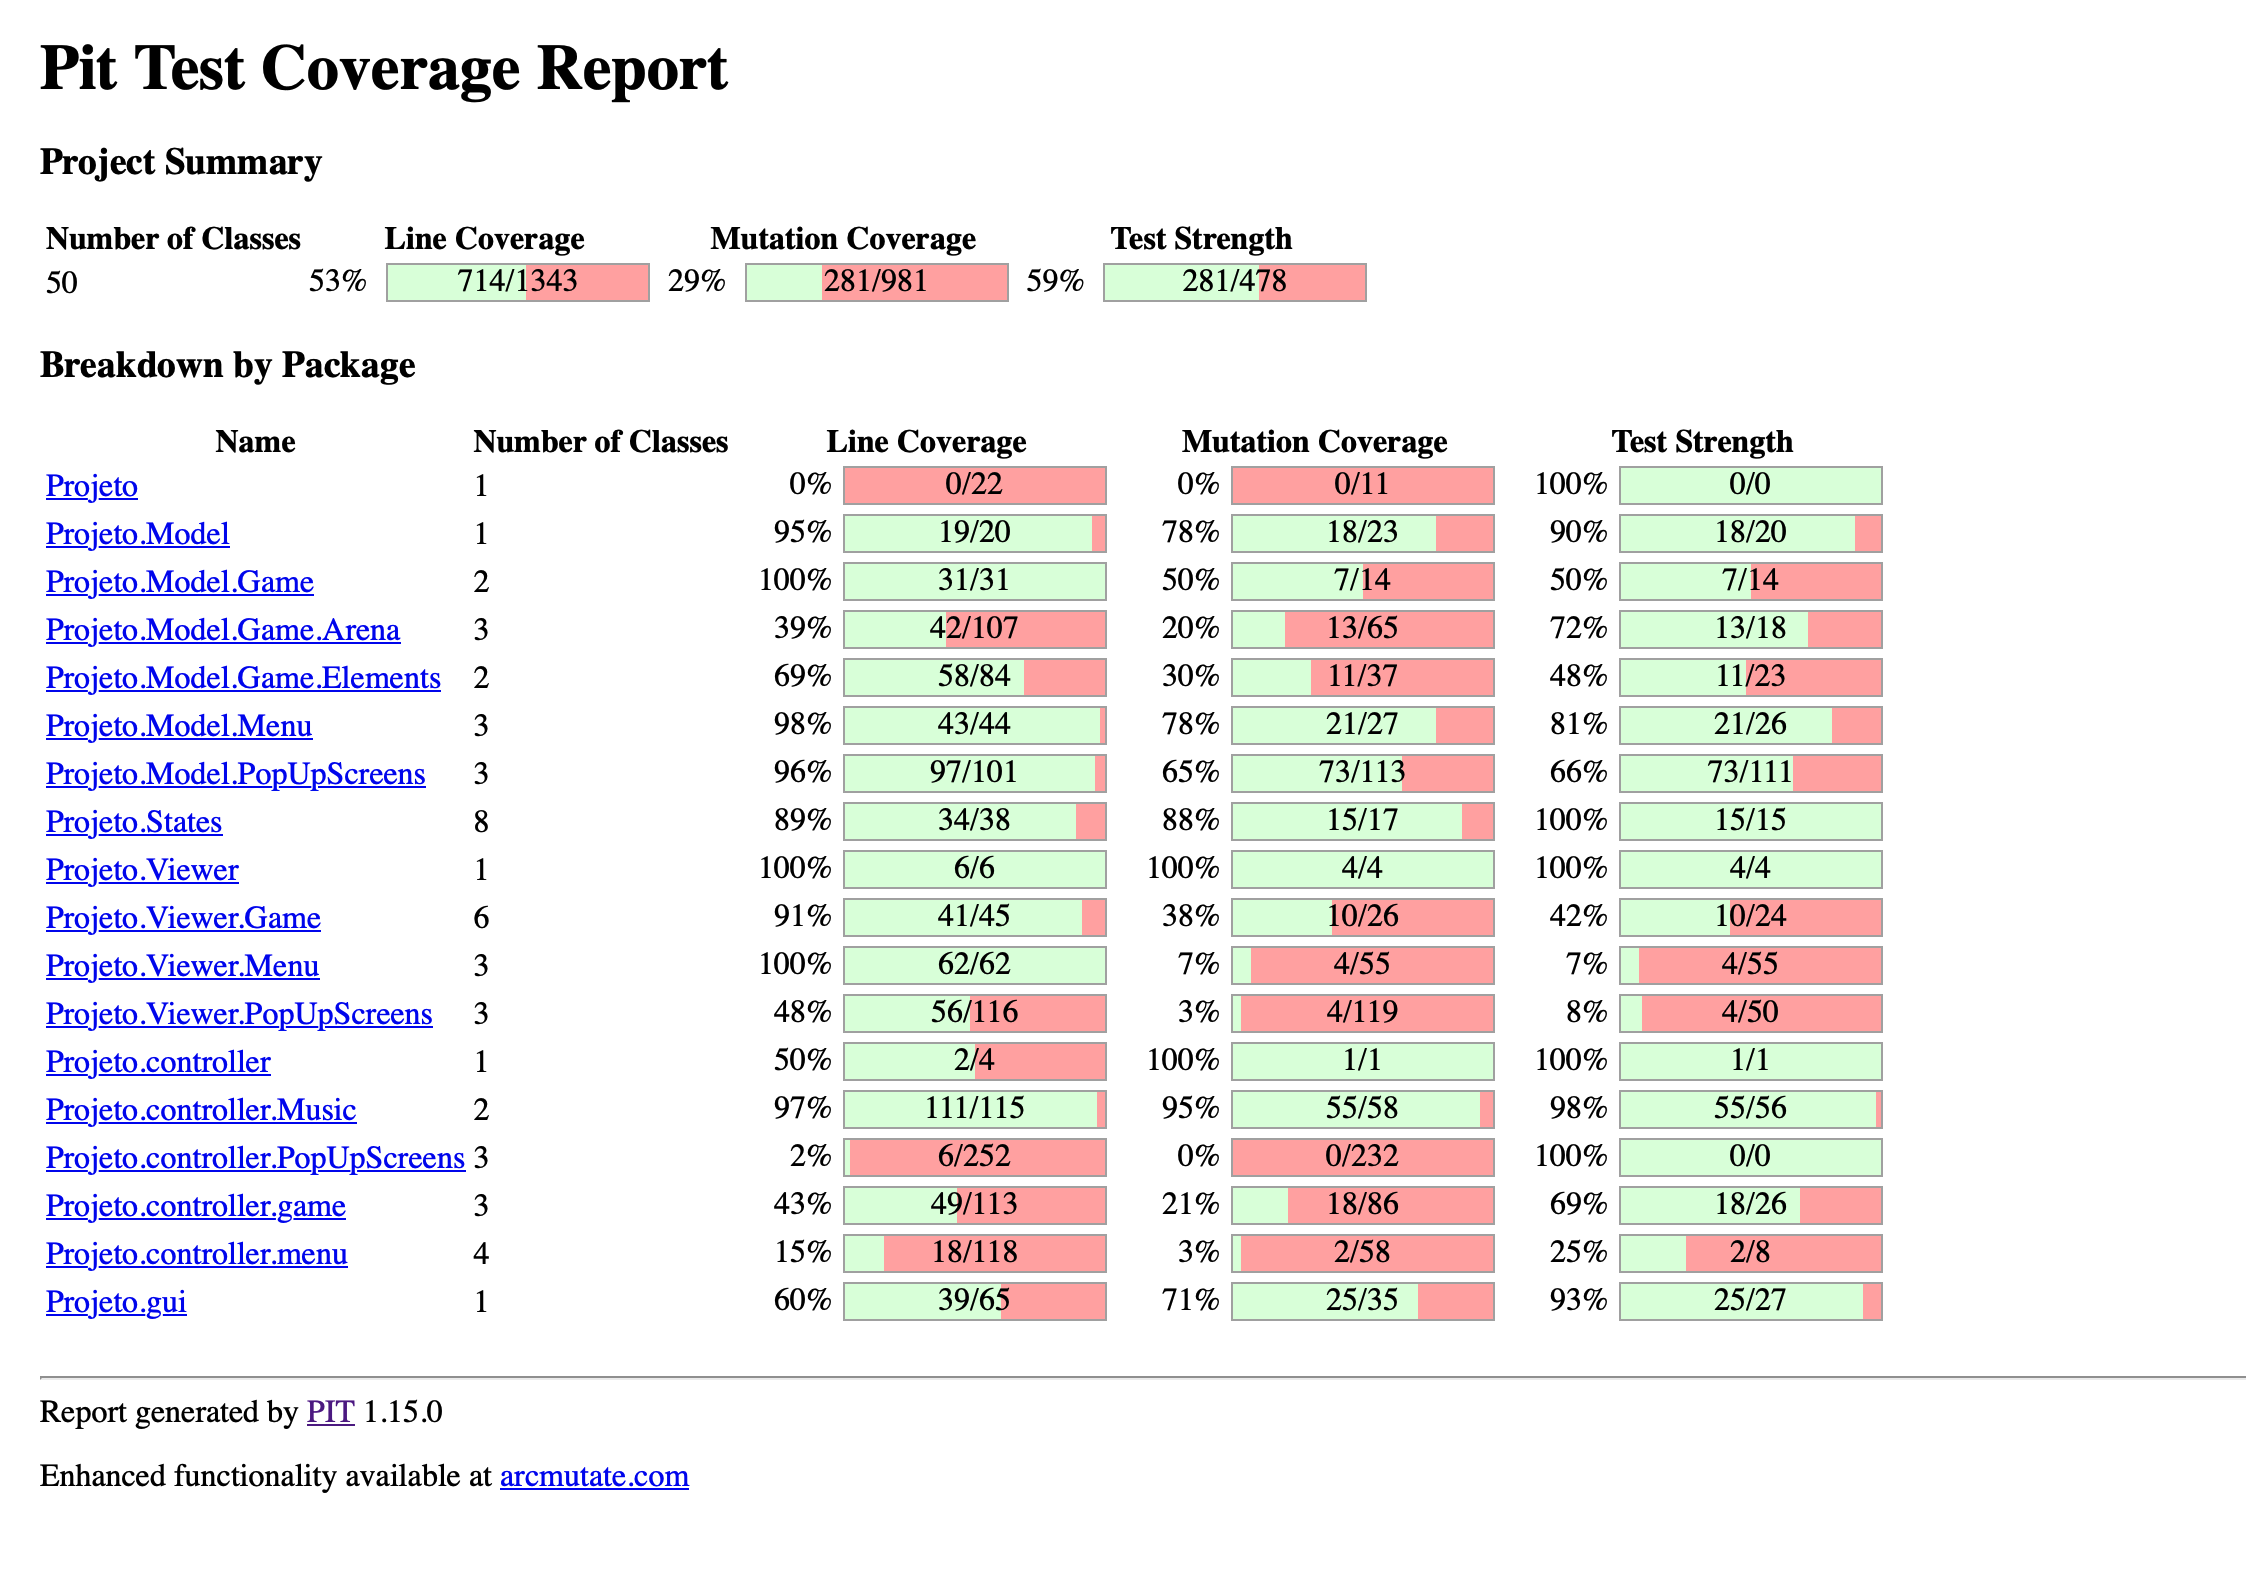 Pit Test Coverage Report
Project Summary
Number of Classes Line Coverage Mutation Coverage Test Strength
50 53% 714/1343 29% 281/981 59% 281/478
Breakdown by Package
Name Number of Classes Line Coverage Mutation Coverage Test Strength
Projeto 1 0% 0/22 0% 0/11 100% 0/0
Projeto.Model 1 95% 19/20 78% 18/23 90% 18/20
Projeto.Model.Game 2 100% 31/31 50% 7/14 50% 7/14
Projeto.Model.Game.Arena 3 39% 42/107 20% 13/65 72% 13/18
Projeto.Model.Game.Elements 2 69% 58/84 30% 11/37 48% 11/23
Projeto.Model.Menu 3 98% 43/44 78% 21/27 81% 21/26
Projeto.Model.PopUpScreens 3 96% 97/101 65% 73/113 66% 73/111
Projeto.States 8 89% 34/38 88% 15/17 100% 15/15
Projeto.Viewer 1 100% 6/6 100% 4/4 100% 4/4
Projeto.Viewer.Game 6 91% 41/45 38% 10/26 42% 10/24
Projeto.Viewer.Menu 3 100% 62/62 7% 4/55 7% 4/55
Projeto.Viewer.PopUpScreens 3 48% 56/116 3% 4/119 8% 4/50
Projeto.controller 1 50% 2/4 100% 1/1 100% 1/1
Projeto.controller.Music 2 97% 111/115 95% 55/58 98% 55/56
Projeto.controller.PopUpScreens 3 2% 6/252 0% 0/232 100% 0/0
Projeto.controller.game 3 43% 49/113 21% 18/86 69% 18/26
Projeto.controller.menu 4 15% 18/118 3% 2/58 25% 2/8
Projeto.gui 1 60% 39/65 71% 25/35 93% 25/27
Report generated by PIT 1.15.0
Enhanced functionality available at arcmutate.com